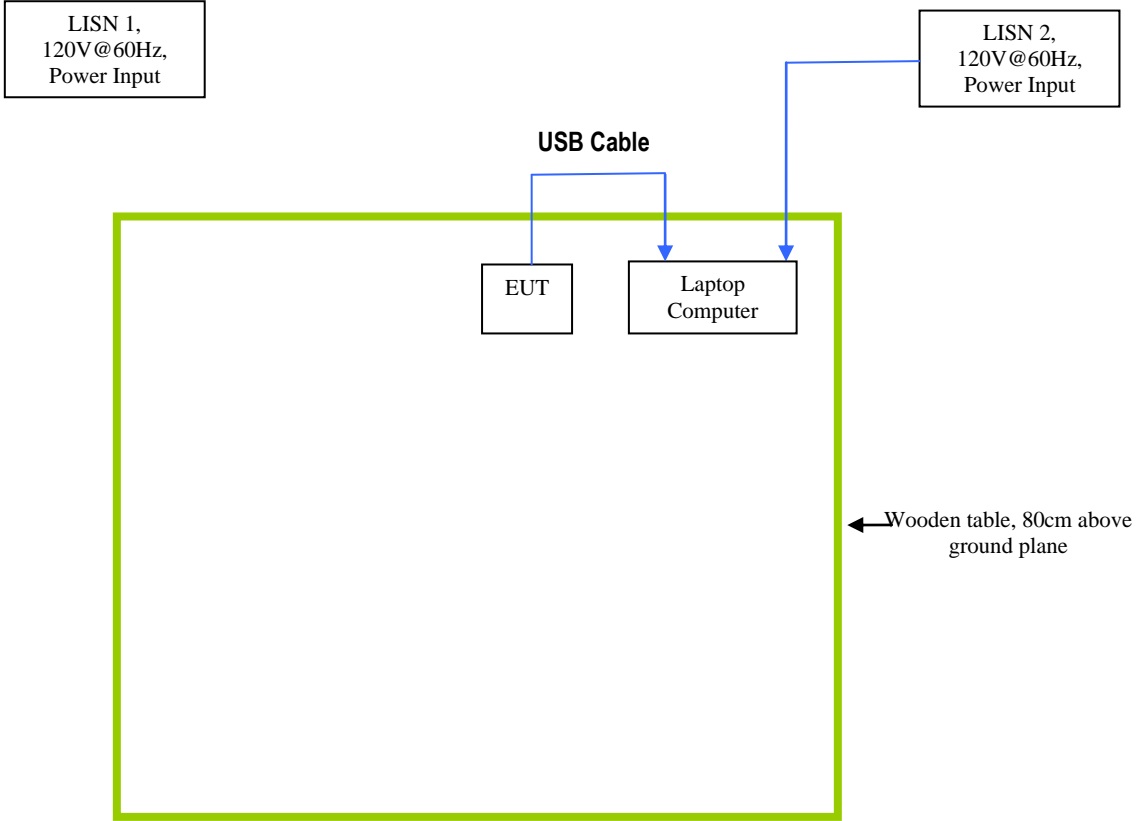 LISN 1,
120V@60Hz,
Power Input
LISN 2,
120V@60Hz,
Power Input
USB Cable
EUT
Laptop
Computer
Wooden table, 80cm above
ground plane